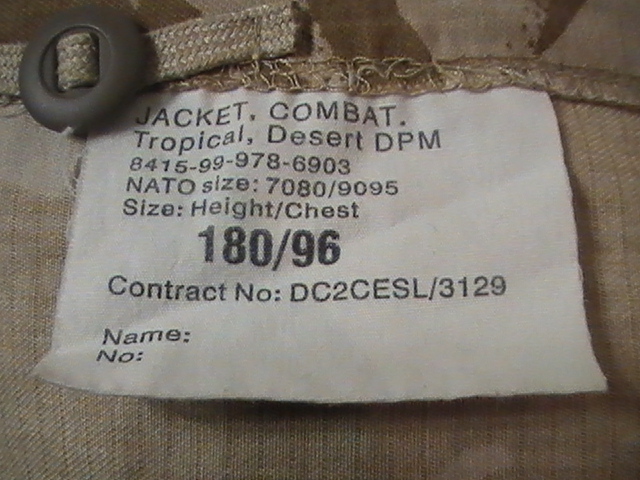 JACKET, COMBAT.
Tropical, Desert DPM
8415-99-978-6903
NATO size: 7080/9095
Size: Height/Chest
180/96
Contract No: DC2CESL/3129
Name:
No: